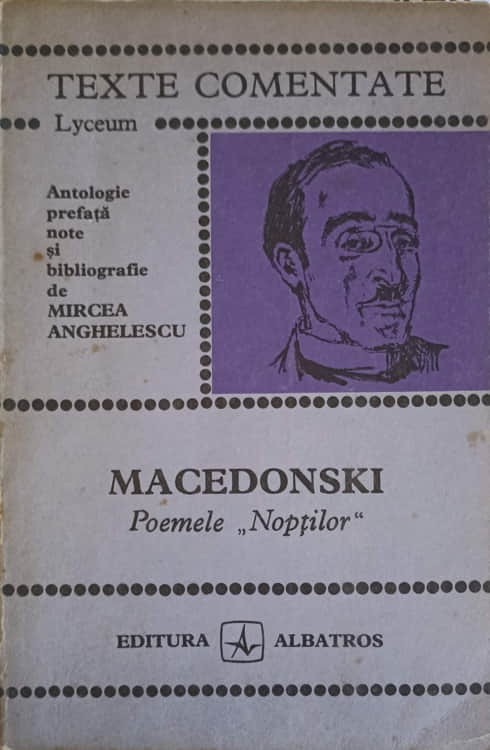 TEXTE COMENTATE
Lyceum
Antologie
prefață
note
și
bibliografie
de
MIRCEA
ANGHELESCU
MACEDONSKI
Poemele „Nopților“
EDITURA ALBATROS